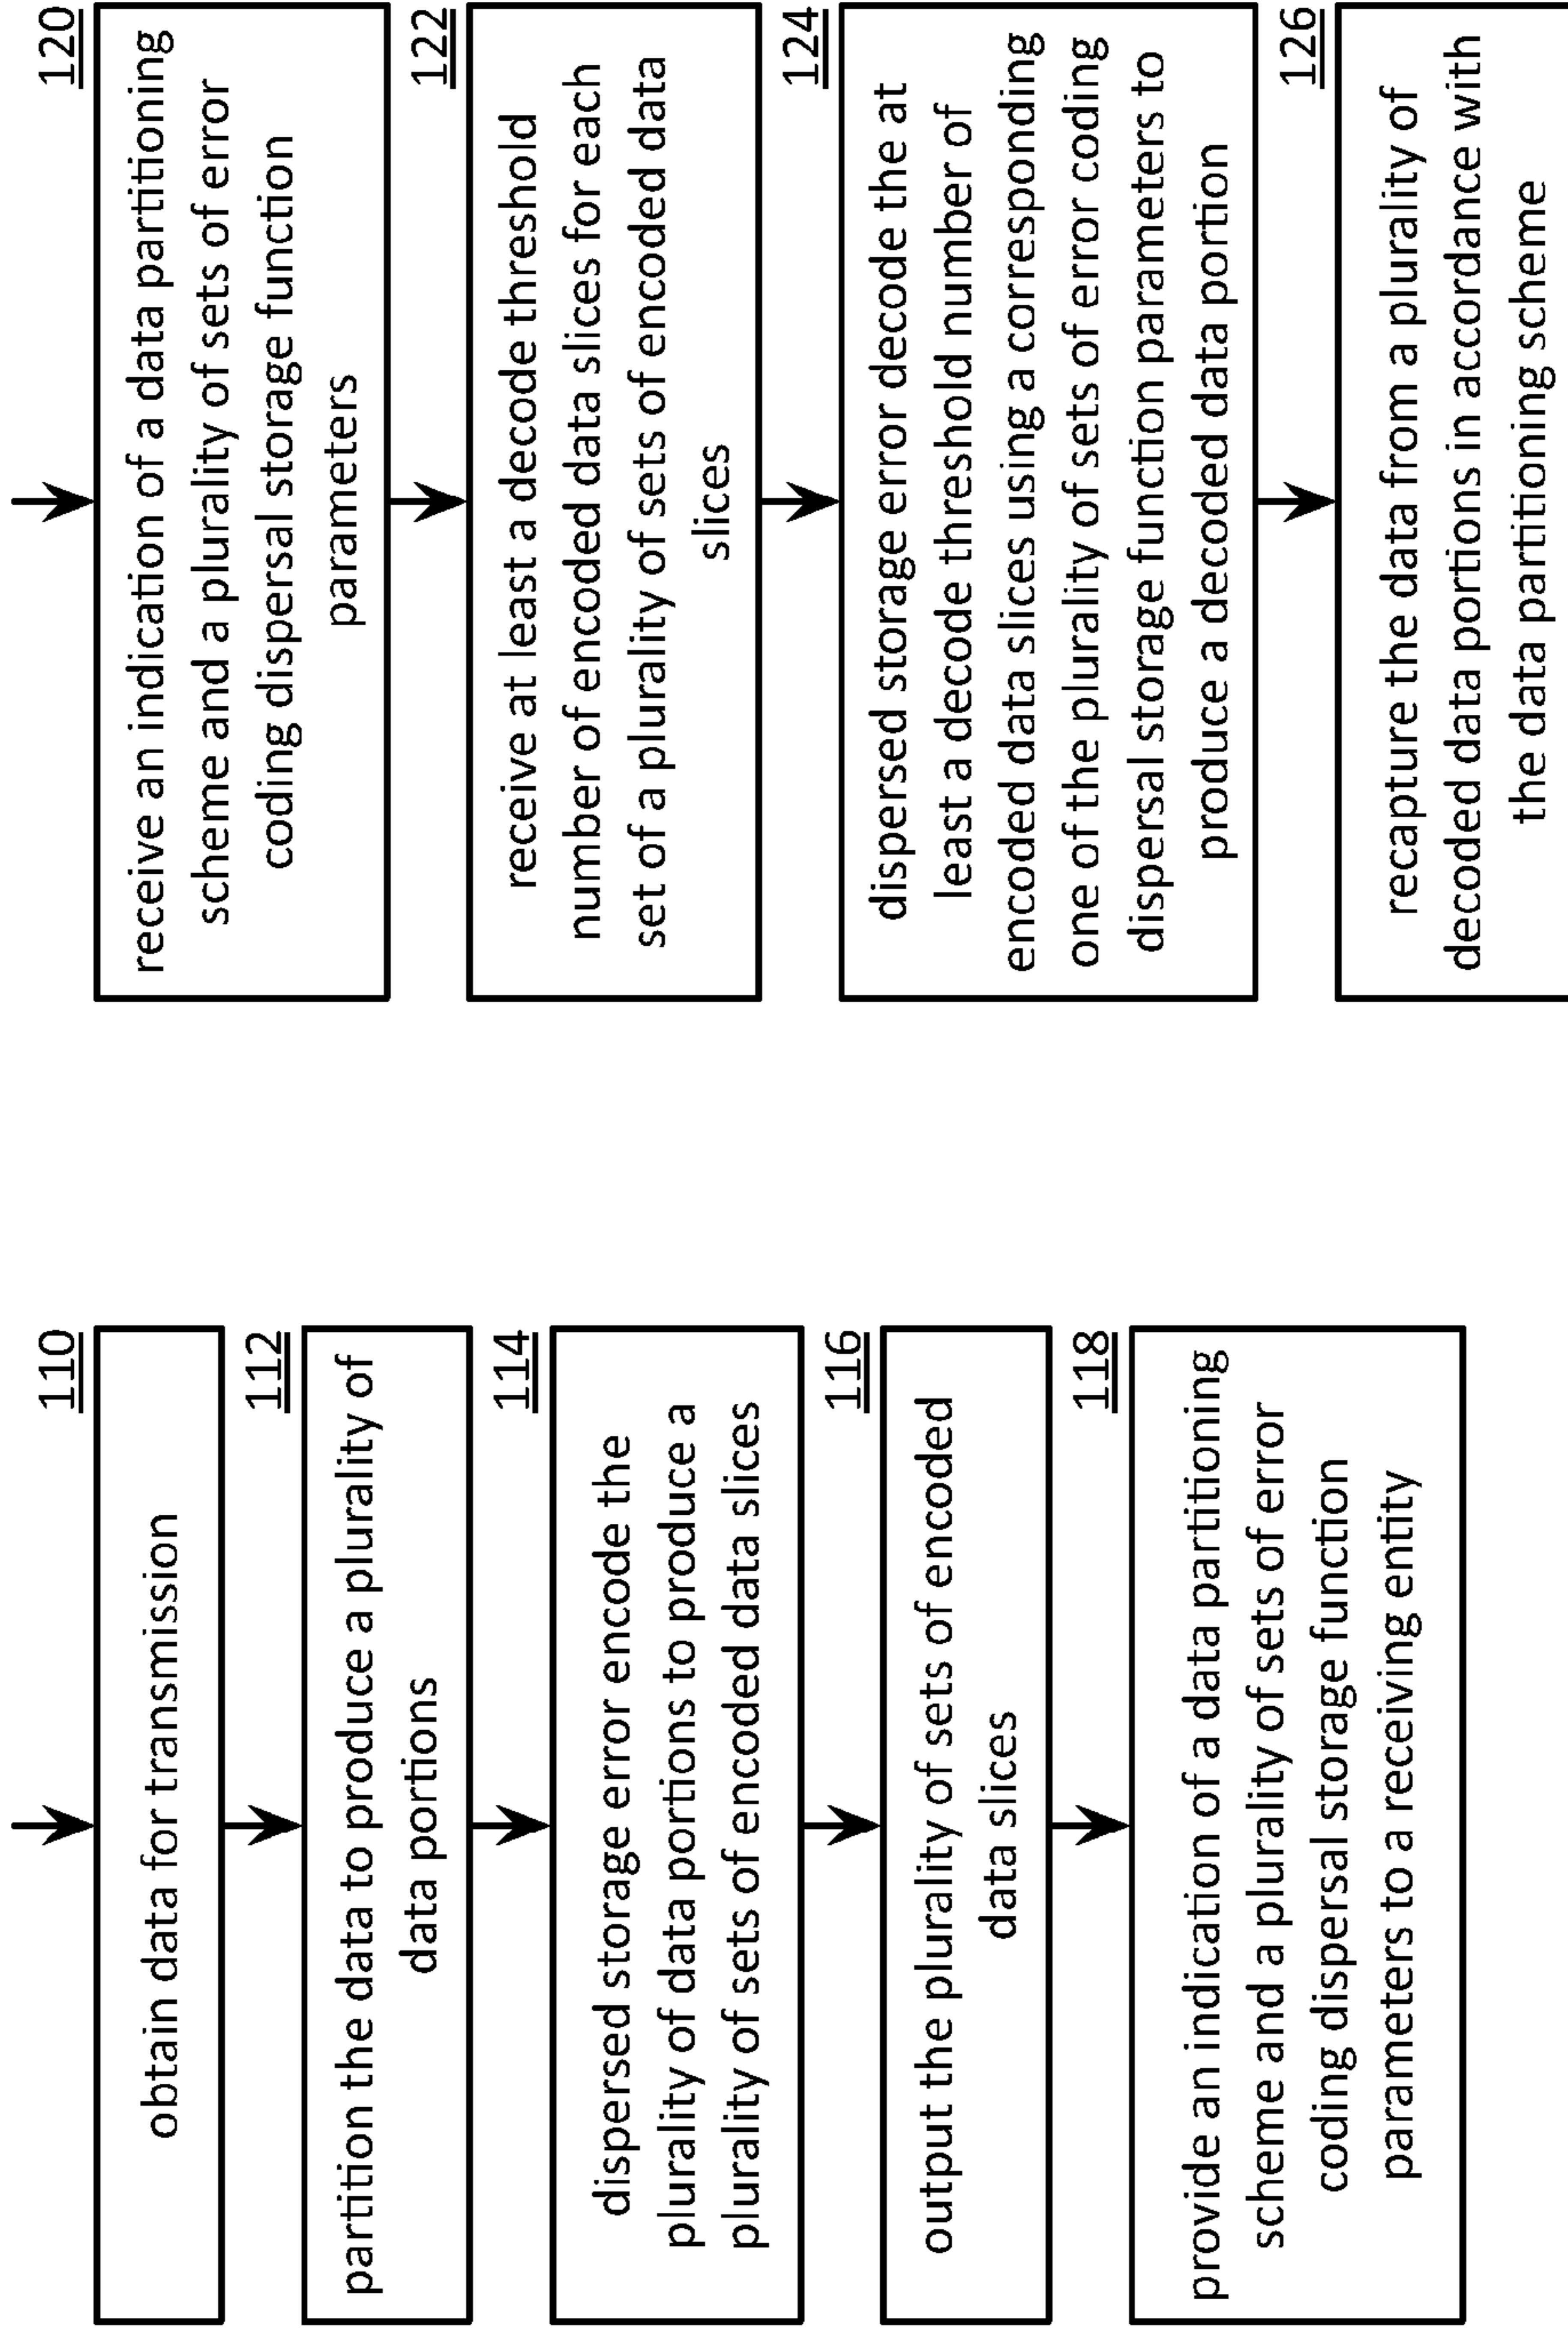 110
obtain data for transmission
112
partition the data to produce a plurality of
data portions
114
dispersed storage error encode the
plurality of data portions to produce a
plurality of sets of encoded data slices
116
output the plurality of sets of encoded
data slices
118
provide an indication of a data partitioning
scheme and a plurality of sets of error
coding dispersal storage function
parameters to a receiving entity
120
receive an indication of a data partitioning
scheme and a plurality of sets of error
coding dispersal storage function
parameters
122
receive at least a decode threshold
number of encoded data slices for each
set of a plurality of sets of encoded data
slices
124
dispersed storage error decode the at
least a decode threshold number of
encoded data slices using a corresponding
one of the plurality of sets of error coding
dispersal storage function parameters to
produce a decoded data portion
126
recapture the data from a plurality of
decoded data portions in accordance with
the data partitioning scheme